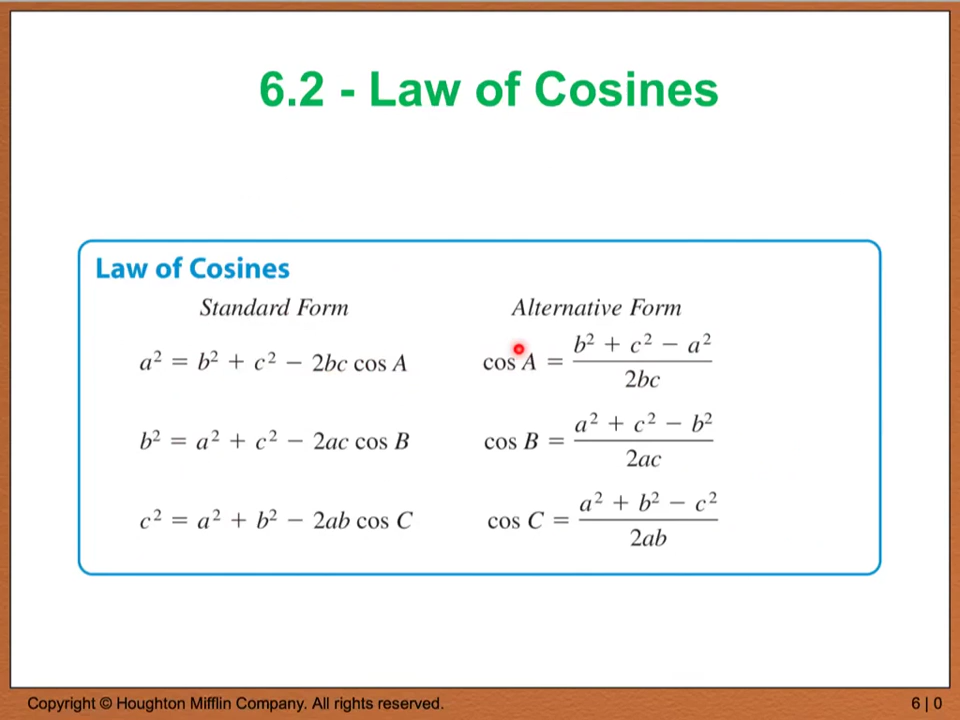 6.2 - Law of Cosines
Law of Cosines
Standard Form Alternative Form
a² = b² + c² − 2bc cos A cos A = (b² + c² − a²) / 2bc
b² = a² + c² − 2ac cos B cos B = (a² + c² − b²) / 2ac
c² = a² + b² − 2ab cos C cos C = (a² + b² − c²) / 2ab
Copyright © Houghton Mifflin Company. All rights reserved. 6 | 0